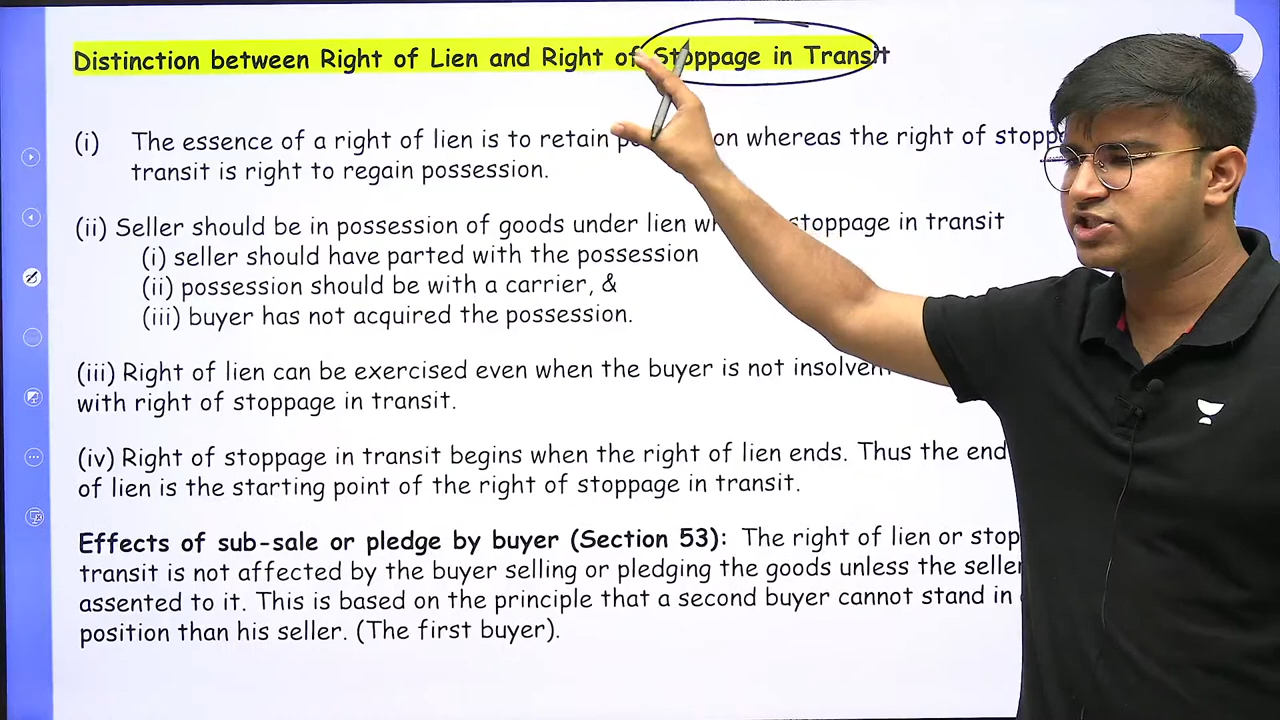 Distinction between Right of Lien and Right of Stoppage in Transit
(i) The essence of a right of lien is to retain on whereas the right of
transit is right to regain possession.
(ii) Seller should be in possession of goods under lien stoppage in transit
(i) seller should have parted with the possession
(ii) possession should be with a carrier, &
(iii) buyer has not acquired the possession.
(iii) Right of lien can be exercised even when the buyer is not
with right of stoppage in transit.
(iv) Right of stoppage in transit begins when the right of lien ends. Thus the end
of lien is the starting point of the right of stoppage in transit.
Effects of sub-sale or pledge by buyer (Section 53): The right of lien or
transit is not affected by the buyer selling or pledging the goods unless the seller
assented to it. This is based on the principle that a second buyer cannot stand in
position than his seller. (The first buyer).